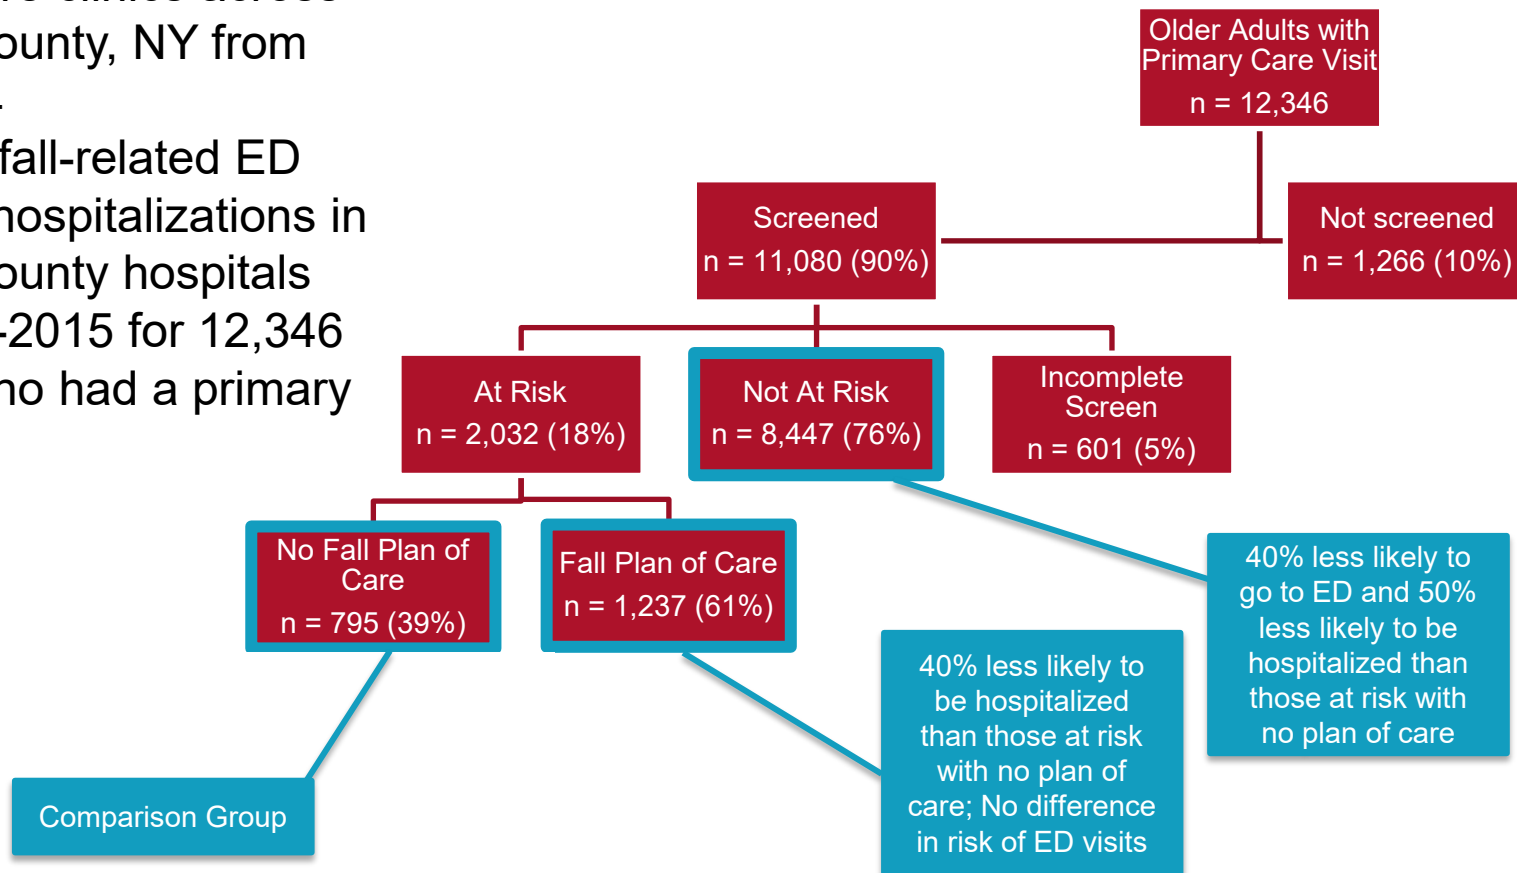 ounty, NY from
fall-related ED
hospitalizations in
ounty hospitals
-2015 for 12,346
had a primary
Older Adults with
Primary Care Visit
n = 12,346
Screened
n = 11,080 (90%)
Not screened
n = 1,266 (10%)
At Risk
n = 2,032 (18%)
Not At Risk
n = 8,447 (76%)
Incomplete
Screen
n = 601 (5%)
No Fall Plan of
Care
n = 795 (39%)
Fall Plan of Care
n = 1,237 (61%)
40% less likely to
go to ED and 50%
less likely to be
hospitalized than
those at risk with
no plan of care
40% less likely to
be hospitalized
than those at risk
with no plan of
care; No difference
in risk of ED visits
Comparison Group